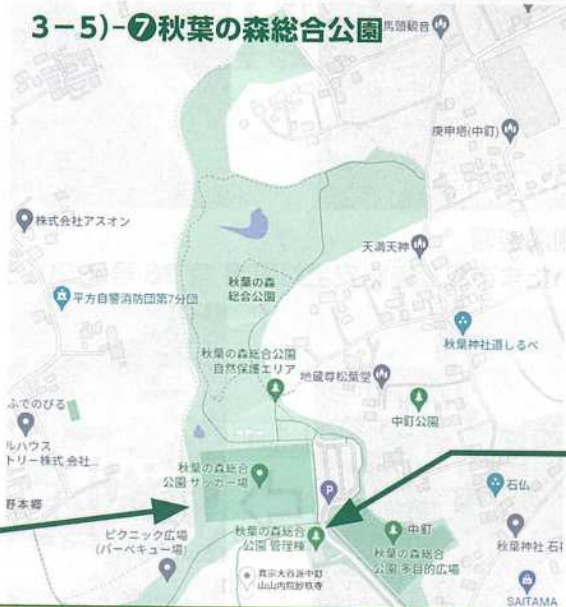 3-5)-❼秋葉の森総合公園
馬頭観音
庚申塔(中釘)
株式会社アスオン
天満天神
秋葉の森
総合公園
平方自警消防団第7分団
秋葉神社道しるべ
秋葉の森総合公園
自然保護エリア
地蔵尊松葉堂
ふでのびる
中釘公園
ルハウス
トリー株式会社
秋葉の森総合
公園 サッカー場
P
石仏
野本郷
ピクニック広場
(バーベキュー場)
秋葉の森総合
公園 管理棟
中釘
秋葉の森総合
公園 多目的広場
秋葉神社 石
真宗大谷派中釘
SAITAMA